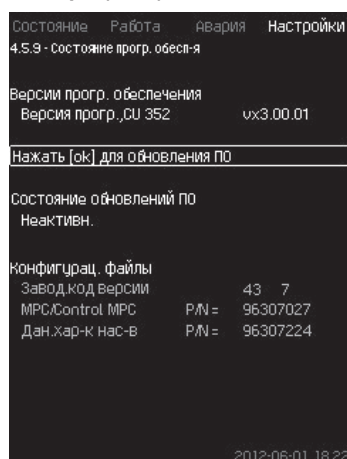 Состояние Работа Авария Настройки
4.5.9 - Состояние прогр. обесп-я
Версии прогр. обеспечения
Версия прогр.,CU 352 vx3.00.01
Нажать [ok] для обновления ПО
Состояние обновлений ПО
Неактивн.
Конфигурац. файлы
Завод.код версии 43 7
MPC/Control MPC P/N = 96307027
Дан.хар-к нас-в P/N = 96307224
2012-06-01 18:22